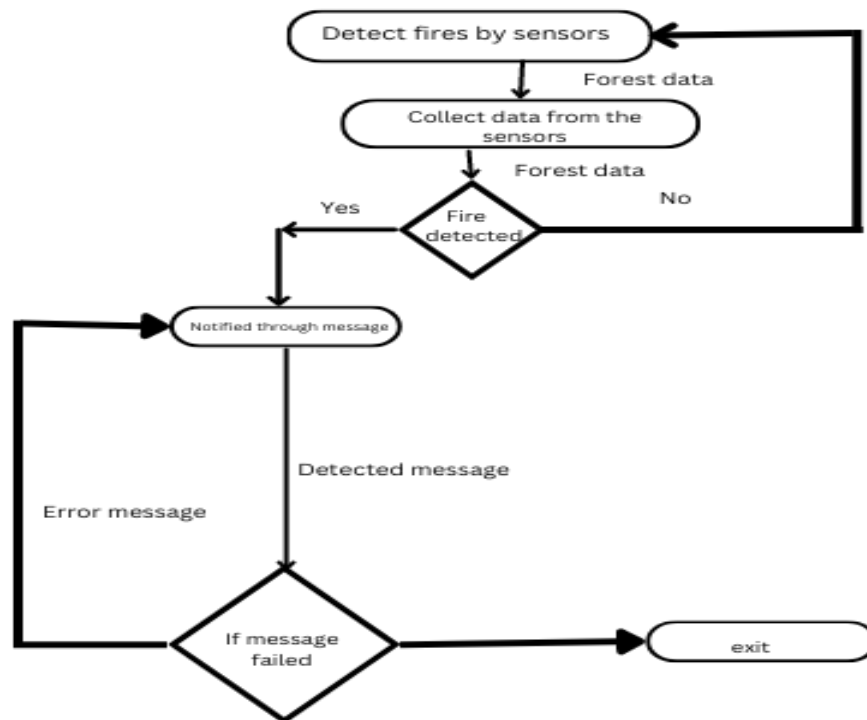 Detect fires by sensors
Forest data
Collect data from the
sensors
Forest data
No
Yes
Fire
detected
Notified through message
Detected message
Error message
If message
failed
exit